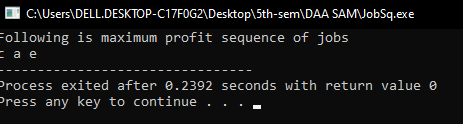 C:\Users\DELL.DESKTOP-C17F0G2\Desktop\5th-sem\DAA SAM\JobSq.exe
Following is maximum profit sequence of jobs
c a e
--------------------------------
Process exited after 0.2392 seconds with return value 0
Press any key to continue . . .